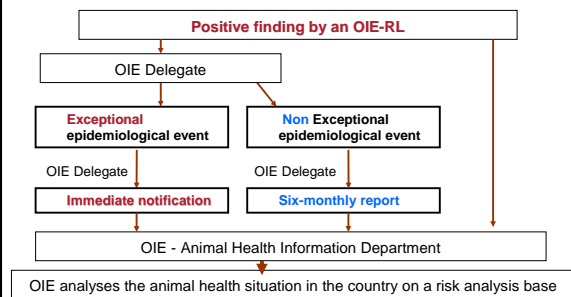 Positive finding by an OIE-RL
OIE Delegate
Exceptional
epidemiological event
Non Exceptional
epidemiological event
OIE Delegate
OIE Delegate
Immediate notification
Six-monthly report
OIE - Animal Health Information Department
OIE analyses the animal health situation in the country on a risk analysis base